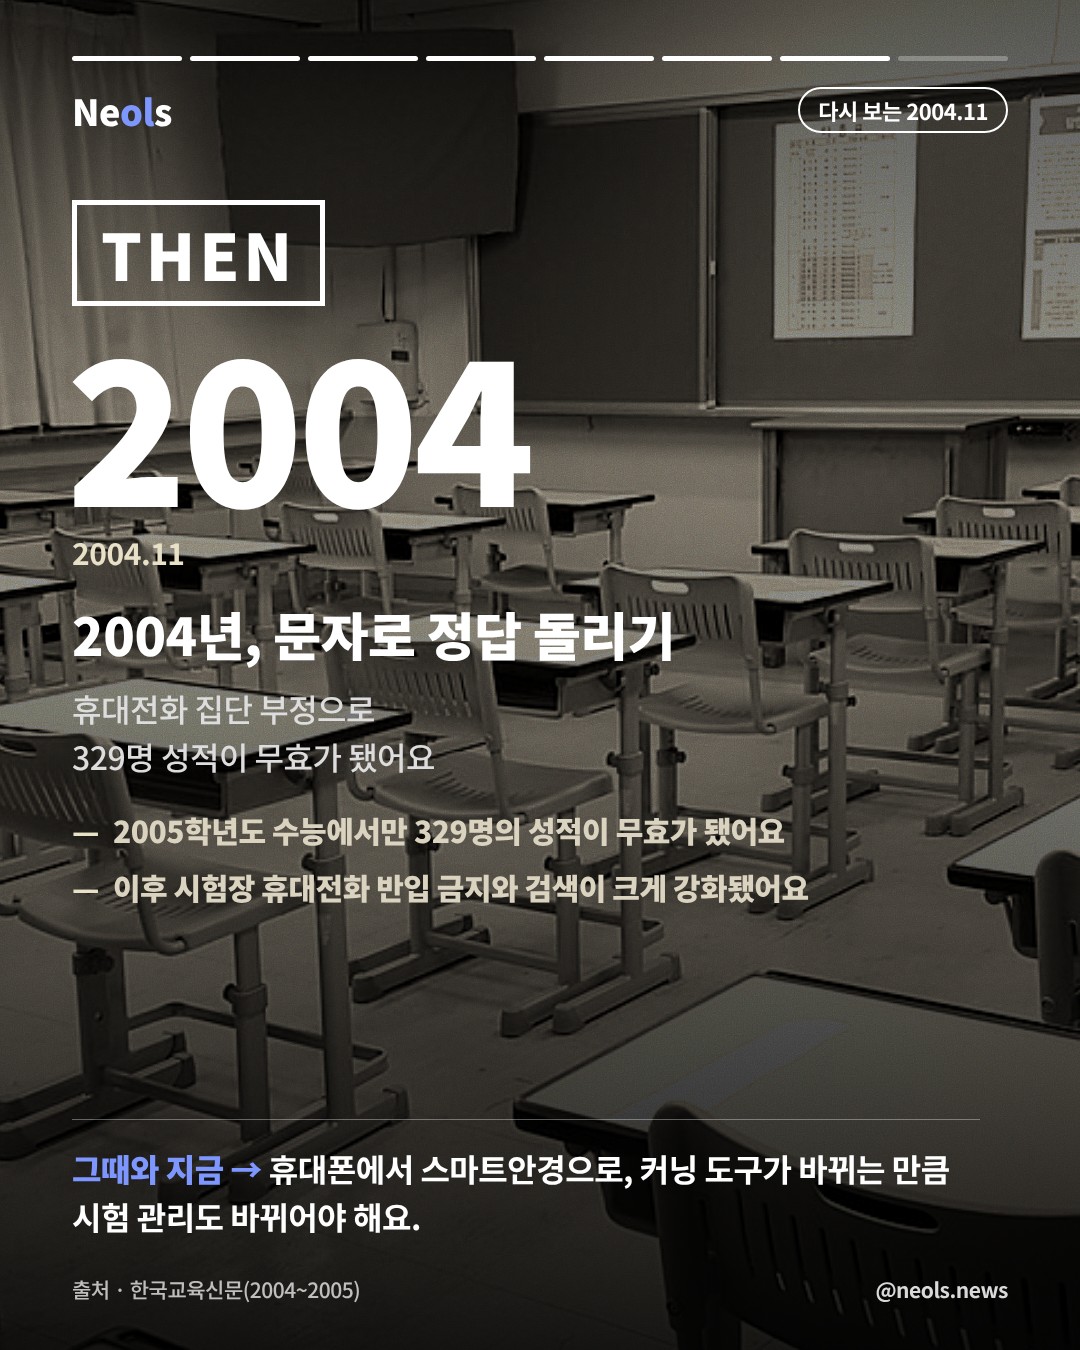 Neols
다시 보는 2004.11
THEN
2004
2004.11
2004년, 문자로 정답 돌리기
휴대전화 집단 부정으로
329명 성적이 무효가 됐어요
— 2005학년도 수능에서만 329명의 성적이 무효가 됐어요
— 이후 시험장 휴대전화 반입 금지와 검색이 크게 강화됐어요
그때와 지금 → 휴대폰에서 스마트안경으로, 커닝 도구가 바뀌는 만큼
시험 관리도 바뀌어야 해요.
출처 · 한국교육신문(2004~2005)
@neols.news